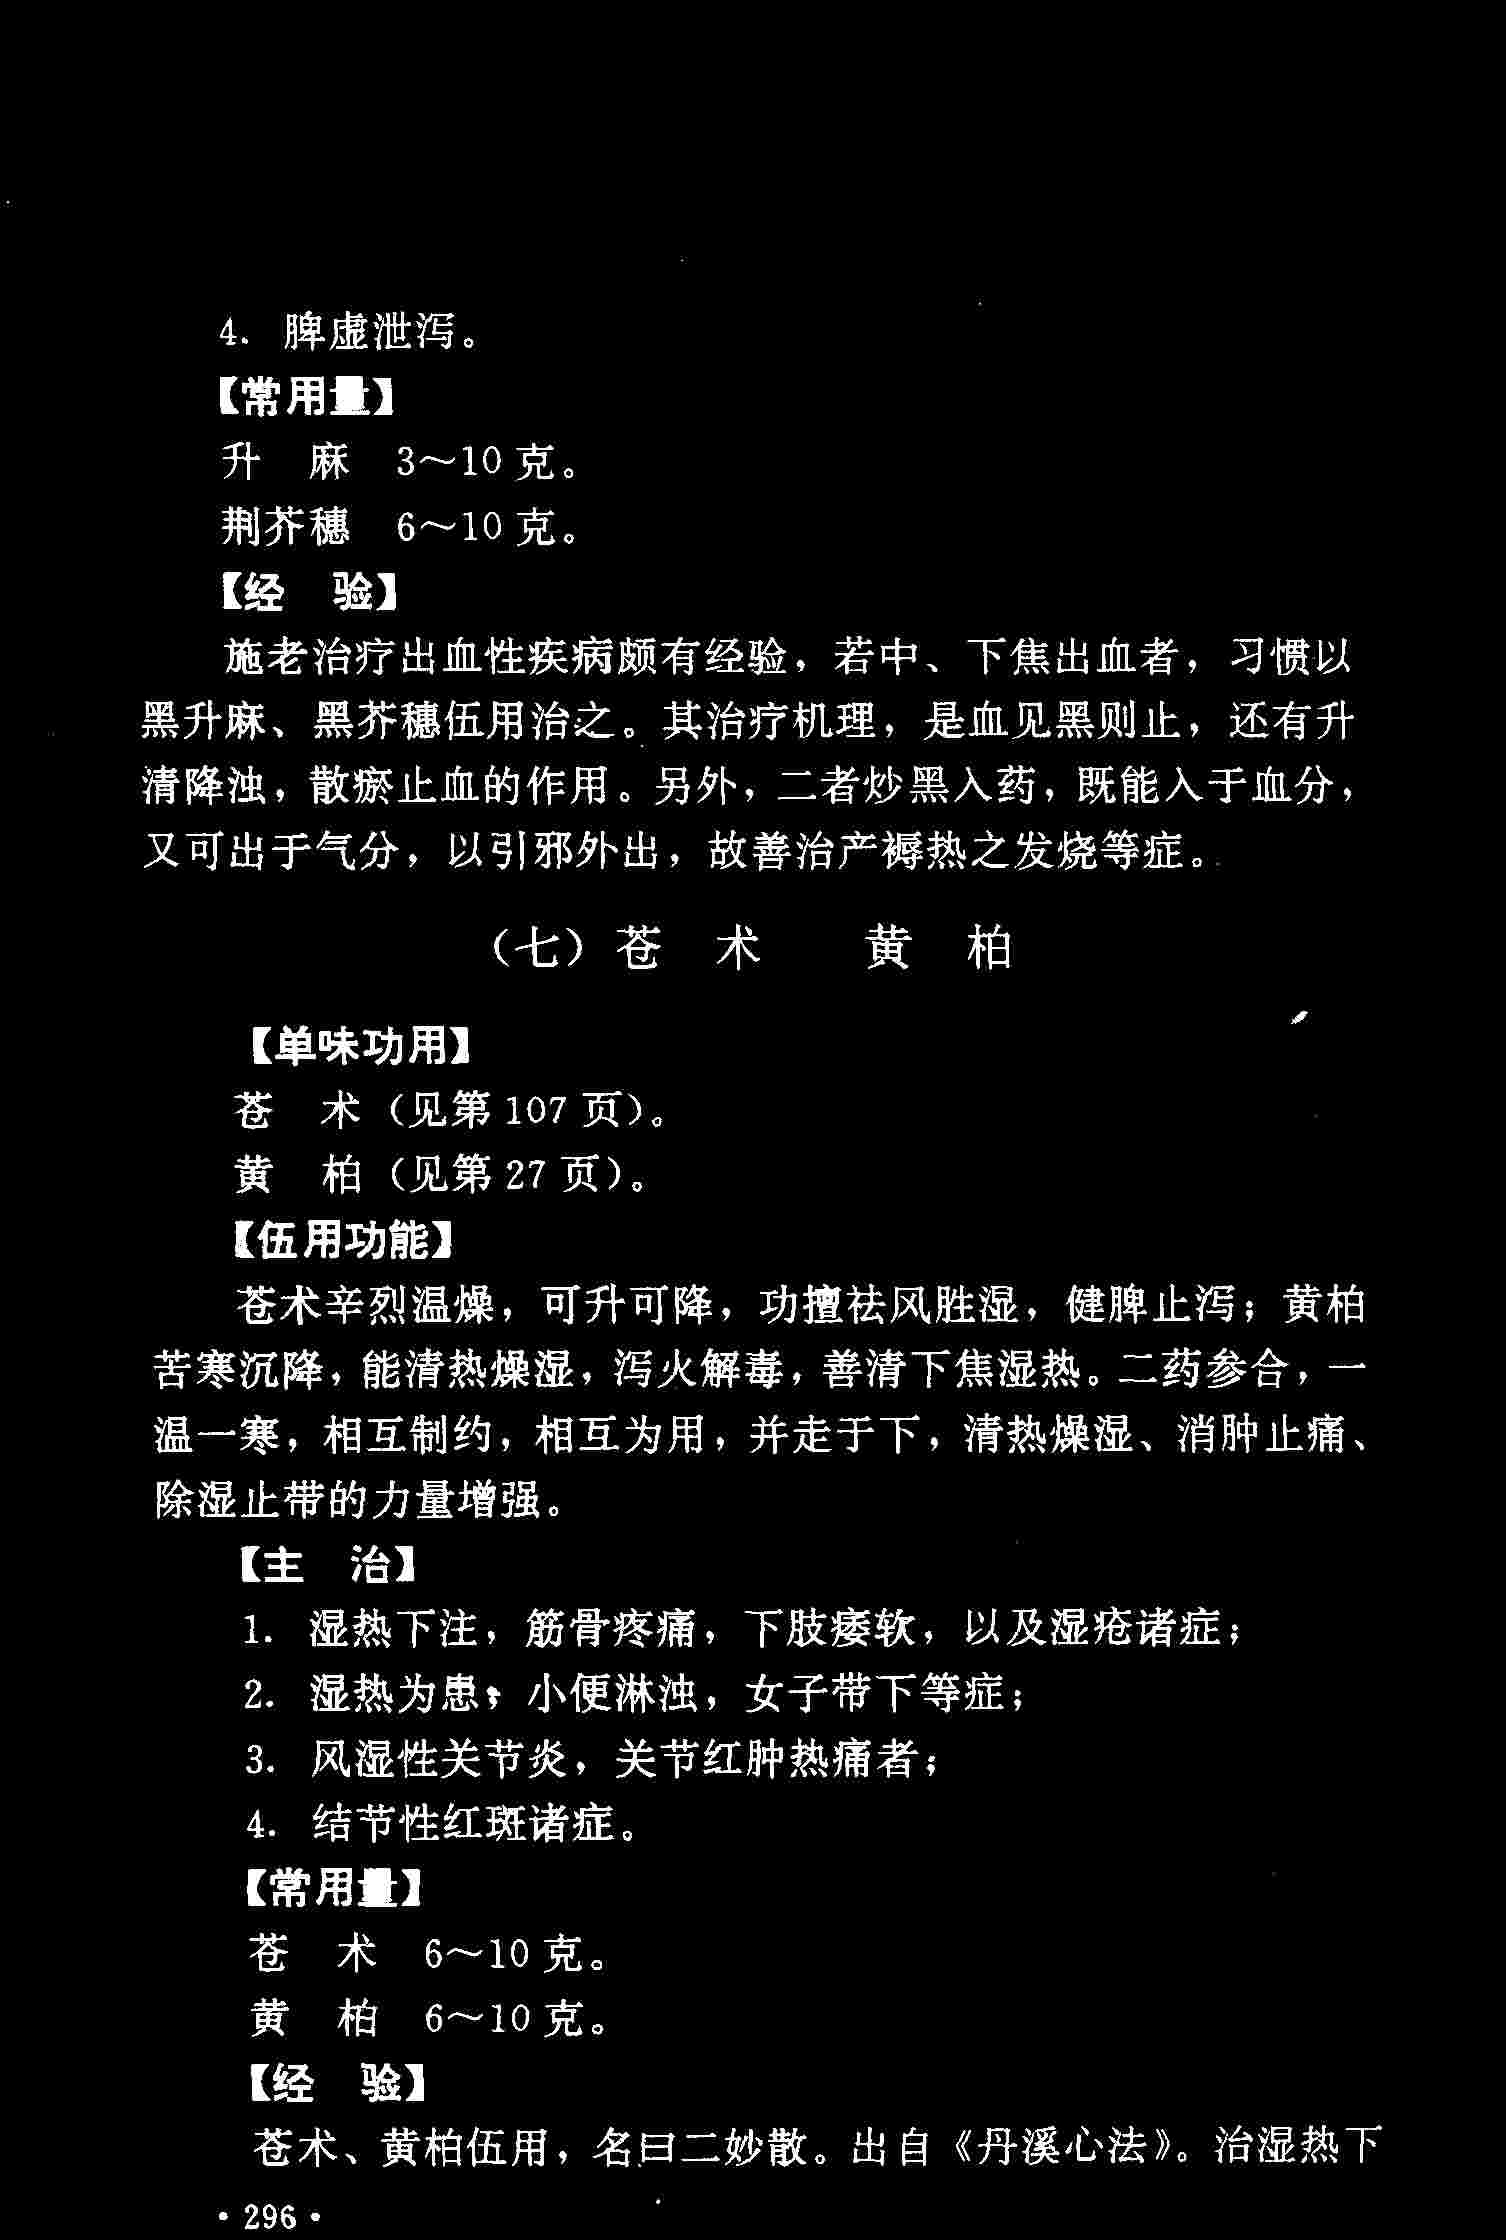 4. 脾虚泄泻。
【常用量】
升　麻　3～10 克。
荆芥穗　6～10 克。
【经　验】
施老治疗出血性疾病颇有经验，若中、下焦出血者，习惯以
黑升麻、黑芥穗伍用治之。其治疗机理，是血见黑则止，还有升
清降浊，散瘀止血的作用。另外，二者炒黑入药，既能入于血分，
又可出于气分，以引邪外出，故善治产褥热之发烧等症。
（七）苍　术　　黄　柏
【单味功用】
苍　术（见第 107 页）。
黄　柏（见第 27 页）。
【伍用功能】
苍术辛烈温燥，可升可降，功擅祛风胜湿，健脾止泻；黄柏
苦寒沉降，能清热燥湿，泻火解毒，善清下焦湿热。二药参合，一
温一寒，相互制约，相互为用，并走于下，清热燥湿、消肿止痛、
除湿止带的力量增强。
【主　治】
1. 湿热下注，筋骨疼痛，下肢痿软，以及湿疮诸症；
2. 湿热为患；小便淋浊，女子带下等症；
3. 风湿性关节炎，关节红肿热痛者；
4. 结节性红斑诸症。
【常用量】
苍　术　6～10 克。
黄　柏　6～10 克。
【经　验】
苍术、黄柏伍用，名曰二妙散。出自《丹溪心法》。治湿热下
· 296 ·